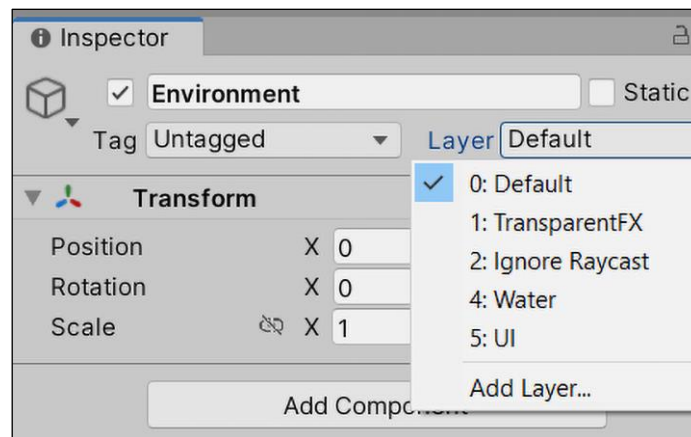 Inspector
Environment
Static
Tag Untagged
Layer Default
0: Default
1: TransparentFX
2: Ignore Raycast
4: Water
5: UI
Add Layer...
Transform
Position X 0
Rotation X 0
Scale X 1
Add Component